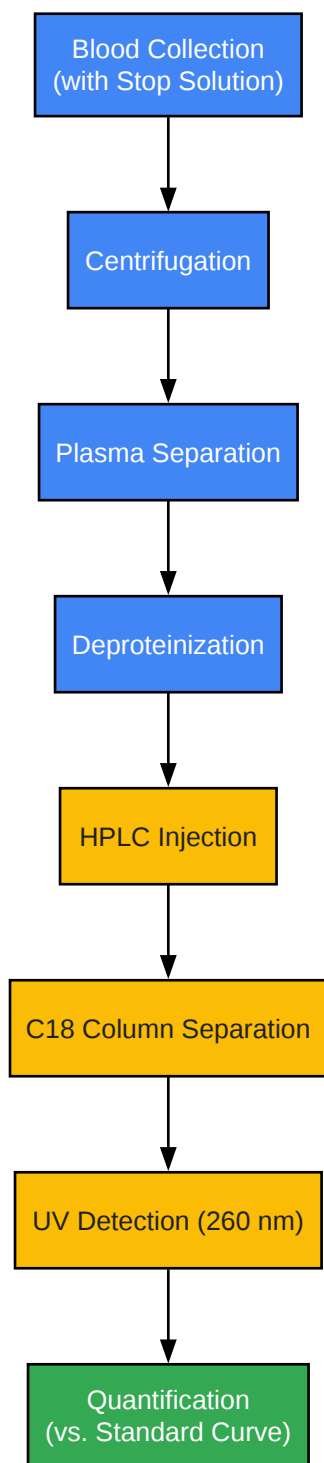 Blood Collection
(with Stop Solution)
Centrifugation
Plasma Separation
Deproteinization
HPLC Injection
C18 Column Separation
UV Detection (260 nm)
Quantification
(vs. Standard Curve)